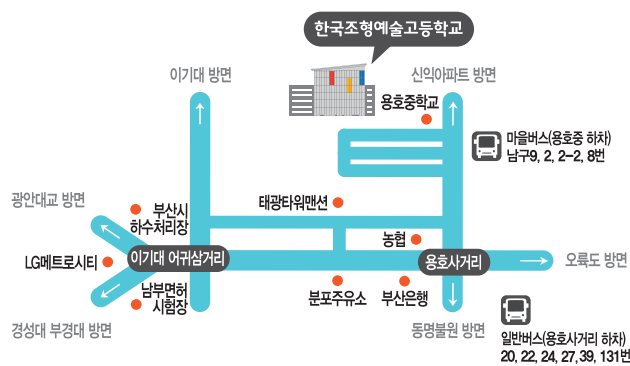 한국조형예술고등학교
이기대 방면
신익아파트 방면
용호중학교
마을버스(용호중 하차)
남구9, 2, 2-2, 8번
광안대교 방면
부산시
하수처리장
태광타워맨션
농협
LG메트로시티
이기대 어귀삼거리
용호사거리
오륙도 방면
남부면허
시험장
분포주유소
부산은행
경성대 부경대 방면
동명불원 방면
일반버스(용호사거리 하차)
20, 22, 24, 27, 39, 131번